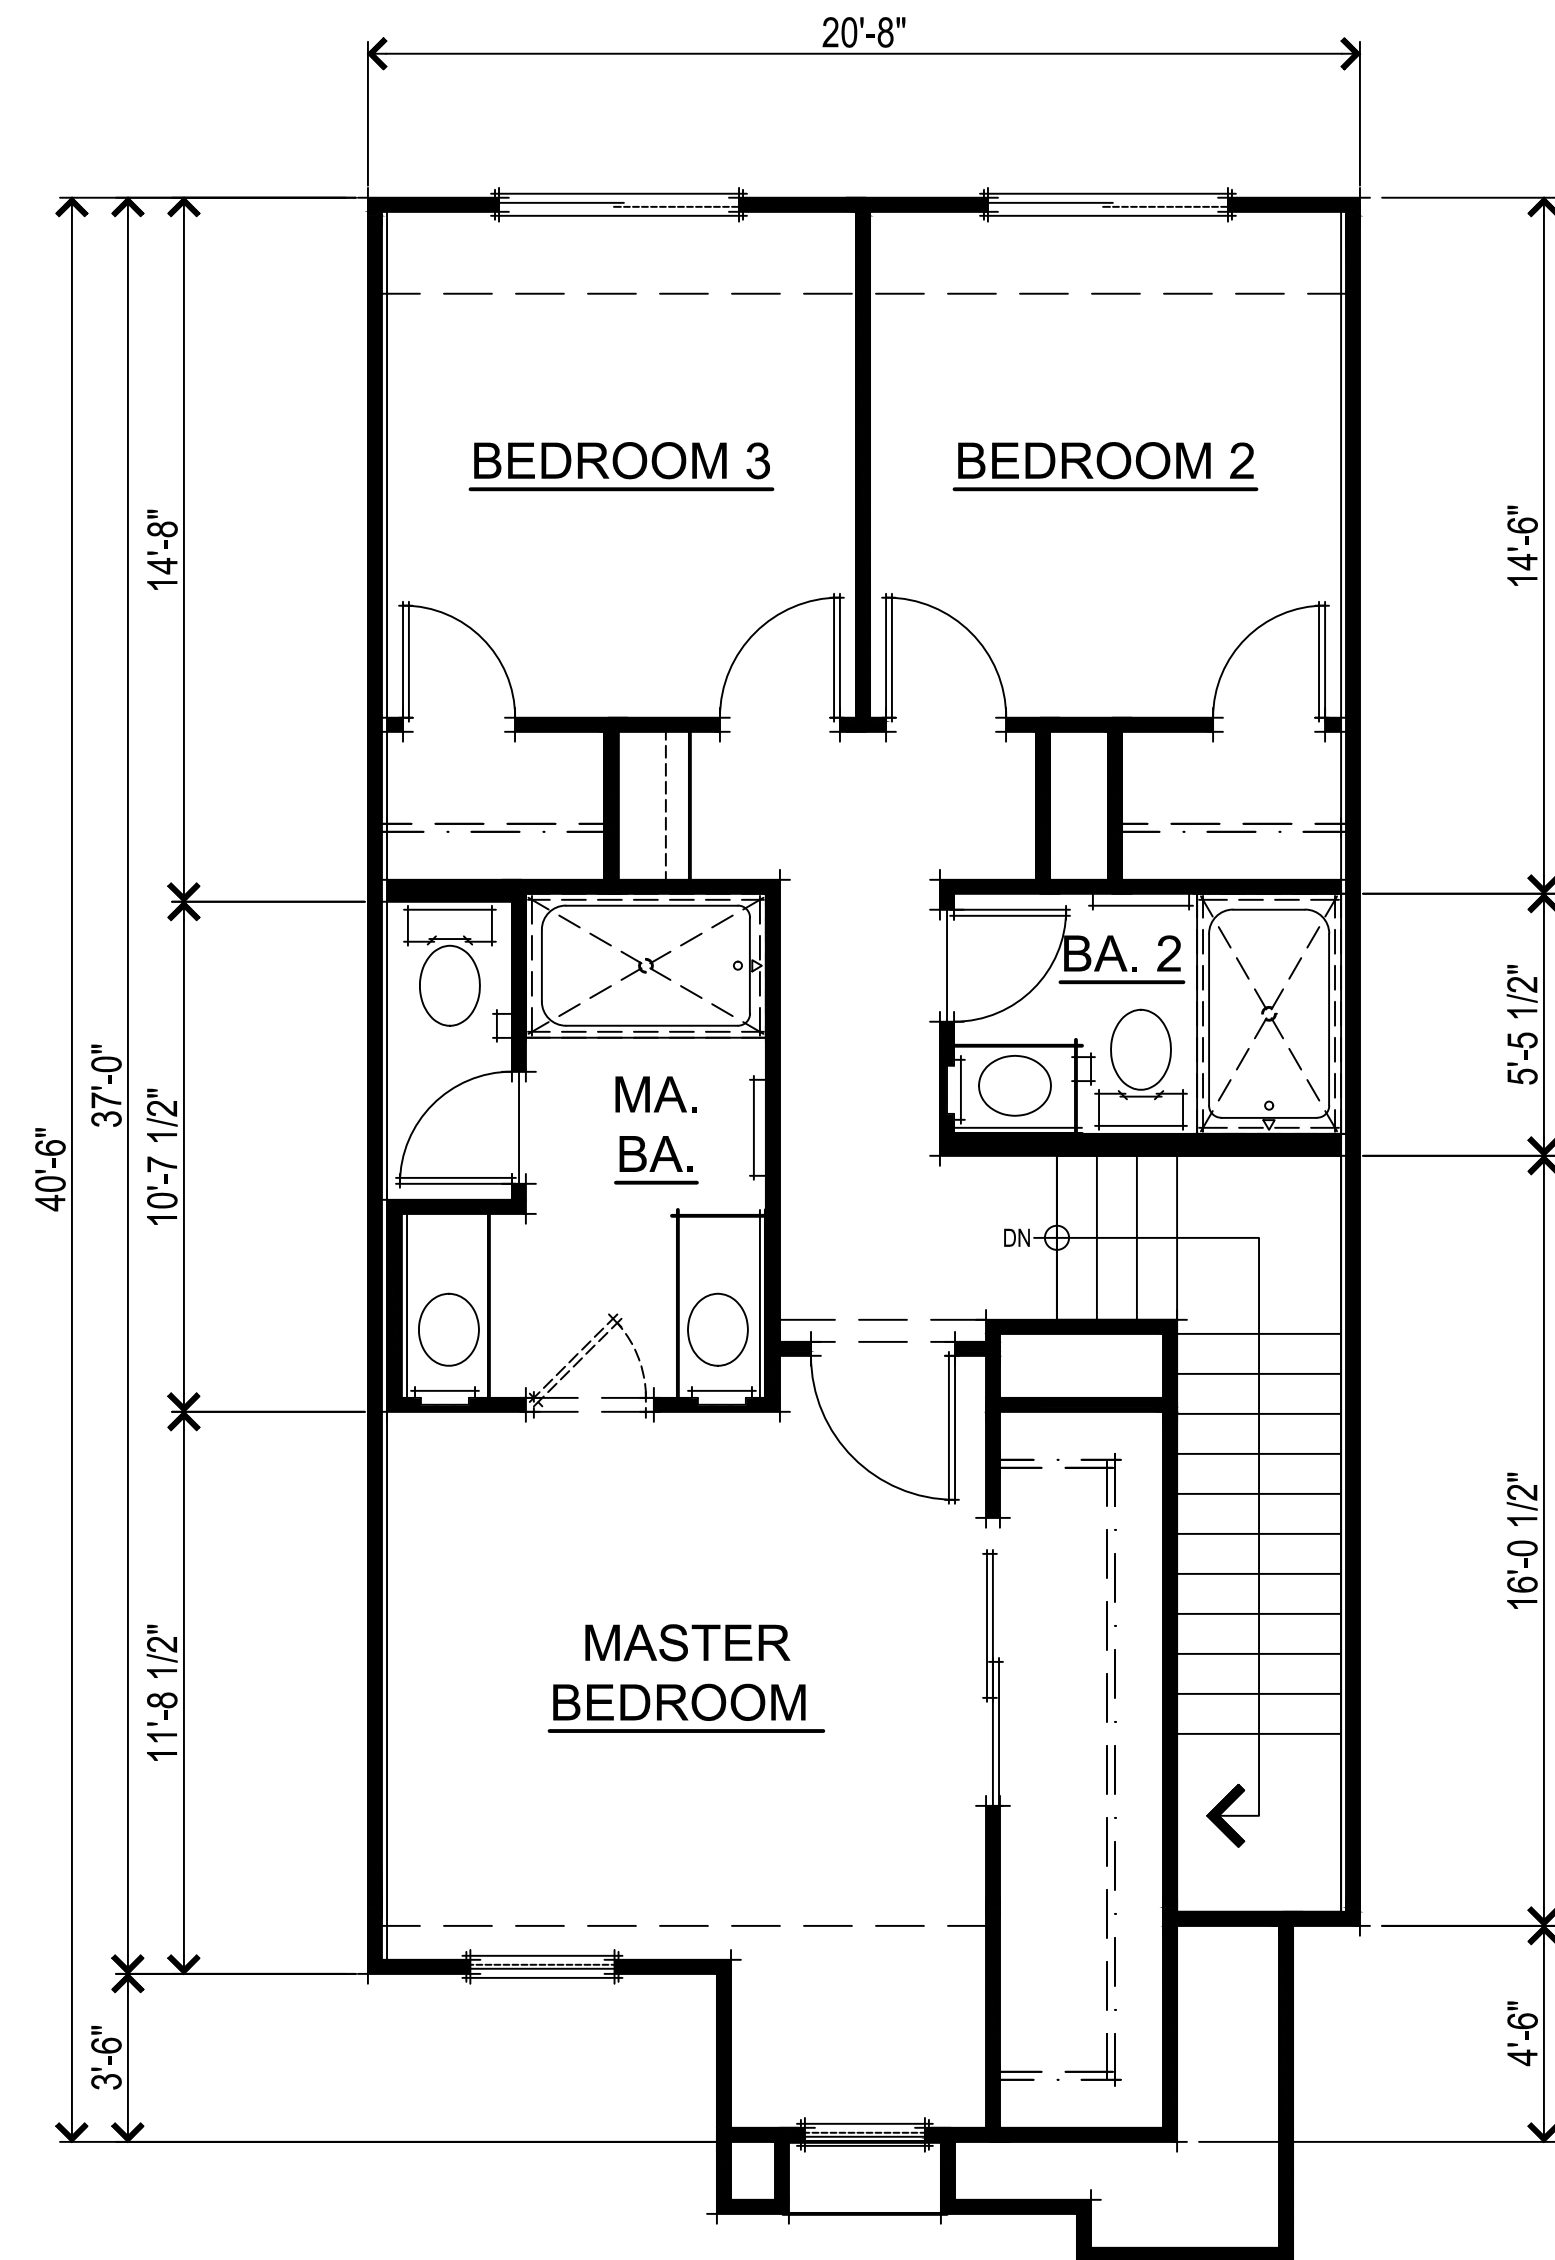 20'-8"
BEDROOM 3
BEDROOM 2
14'-8"
14'-6"
BA. 2
5'-5 1/2"
37'-0"
MA.
BA.
10'-7 1/2"
40'-6"
DN
16'-0 1/2"
MASTER
BEDROOM
11'-8 1/2"
3'-6"
4'-6"